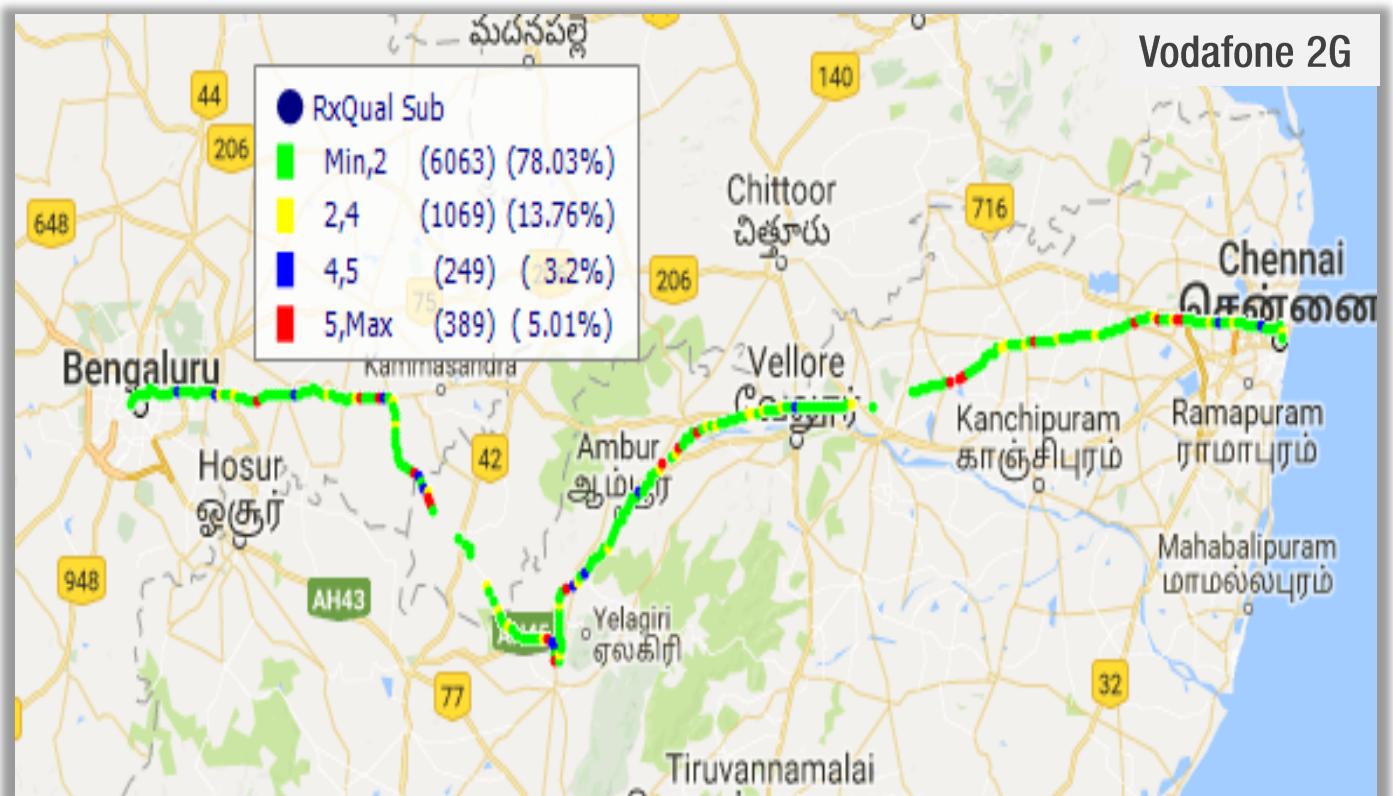 మదనపల్లె
Vodafone 2G
44
140
RxQual Sub
206
Min,2 (6063) (78.03%)
2,4 (1069) (13.76%)
4,5 (249) ( 3.2%)
5,Max (389) ( 5.01%)
648
Chittoor
చిత్తూరు
716
206
75
Chennai
சென்னை
Bengaluru
Kammasandra
Vellore
வேலூர்
Kanchipuram
காஞ்சிபுரம்
Ramapuram
ராமாபுரம்
Hosur
ஓசூர்
42
Ambur
ஆம்பூர்
948
AH43
Mahabalipuram
மாமல்லபுரம்
Yelagiri
ஏலகிரி
77
32
Tiruvannamalai